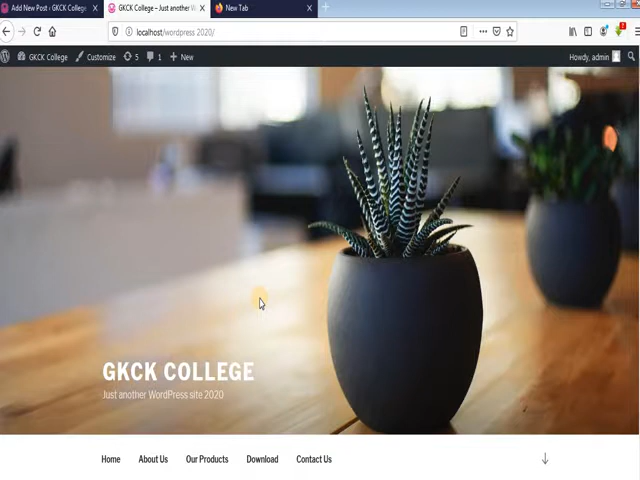 Add New Post ‹ GKCK College
GKCK College – Just another W
New Tab
localhost/wordpress 2020/
GKCK College
Customize
5
1
New
Howdy, admin
GKCK COLLEGE
Just another WordPress site 2020
Home
About Us
Our Products
Download
Contact Us